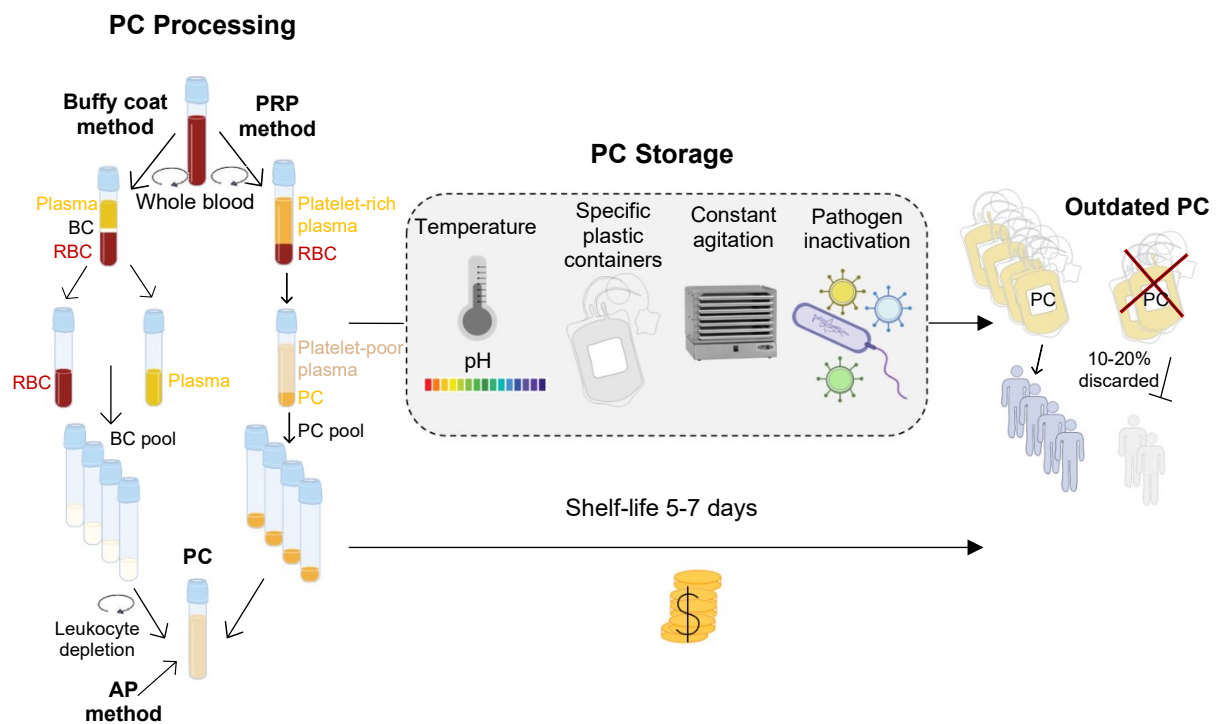 PC Processing
Buffy coat
method
PRP
method
Whole blood
Plasma
BC
RBC
Platelet-rich
plasma
RBC
RBC
Plasma
Platelet-poor
plasma
PC
BC pool
PC pool
PC
Leukocyte
depletion
AP
method
PC Storage
Temperature
pH
Specific
plastic
containers
Constant
agitation
Pathogen
inactivation
Shelf-life 5-7 days
$
Outdated PC
PC
PC
10-20%
discarded